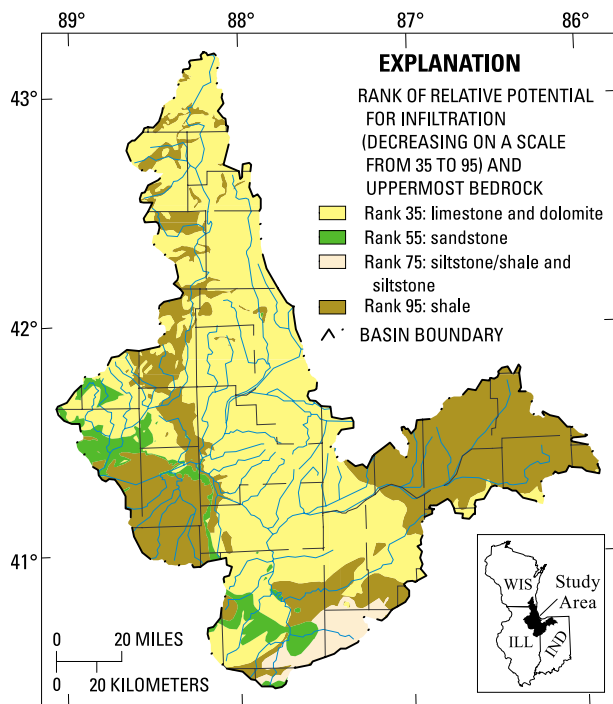 89° 88° 87° 86°
43°
42°
41°
EXPLANATION
RANK OF RELATIVE POTENTIAL
FOR INFILTRATION
(DECREASING ON A SCALE
FROM 35 TO 95) AND
UPPERMOST BEDROCK
Rank 35: limestone and dolomite
Rank 55: sandstone
Rank 75: siltstone/shale and
siltstone
Rank 95: shale
BASIN BOUNDARY
0 20 MILES
0 20 KILOMETERS
WIS
Study
Area
ILL
IND